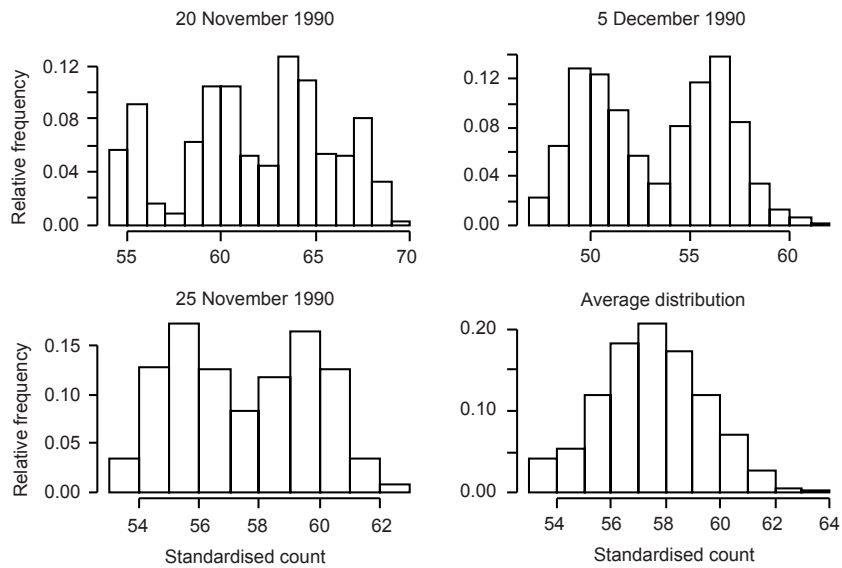 20 November 1990
Relative frequency
0.12
0.08
0.04
0.00
55 60 65 70
5 December 1990
0.12
0.08
0.04
0.00
50 55 60
25 November 1990
Relative frequency
0.15
0.10
0.05
0.00
54 56 58 60 62
Standardised count
Average distribution
0.20
0.10
0.00
54 56 58 60 62 64
Standardised count